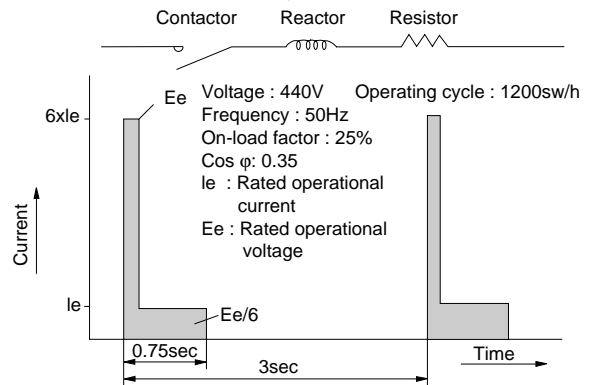 Contactor Reactor Resistor
Ee Voltage : 440V Operating cycle : 1200sw/h
6xIe Frequency : 50Hz
On-load factor : 25%
Cos φ: 0.35
Ie : Rated operational
current
Ee : Rated operational
voltage
Current
Ie
Ee/6
0.75sec
3sec
Time